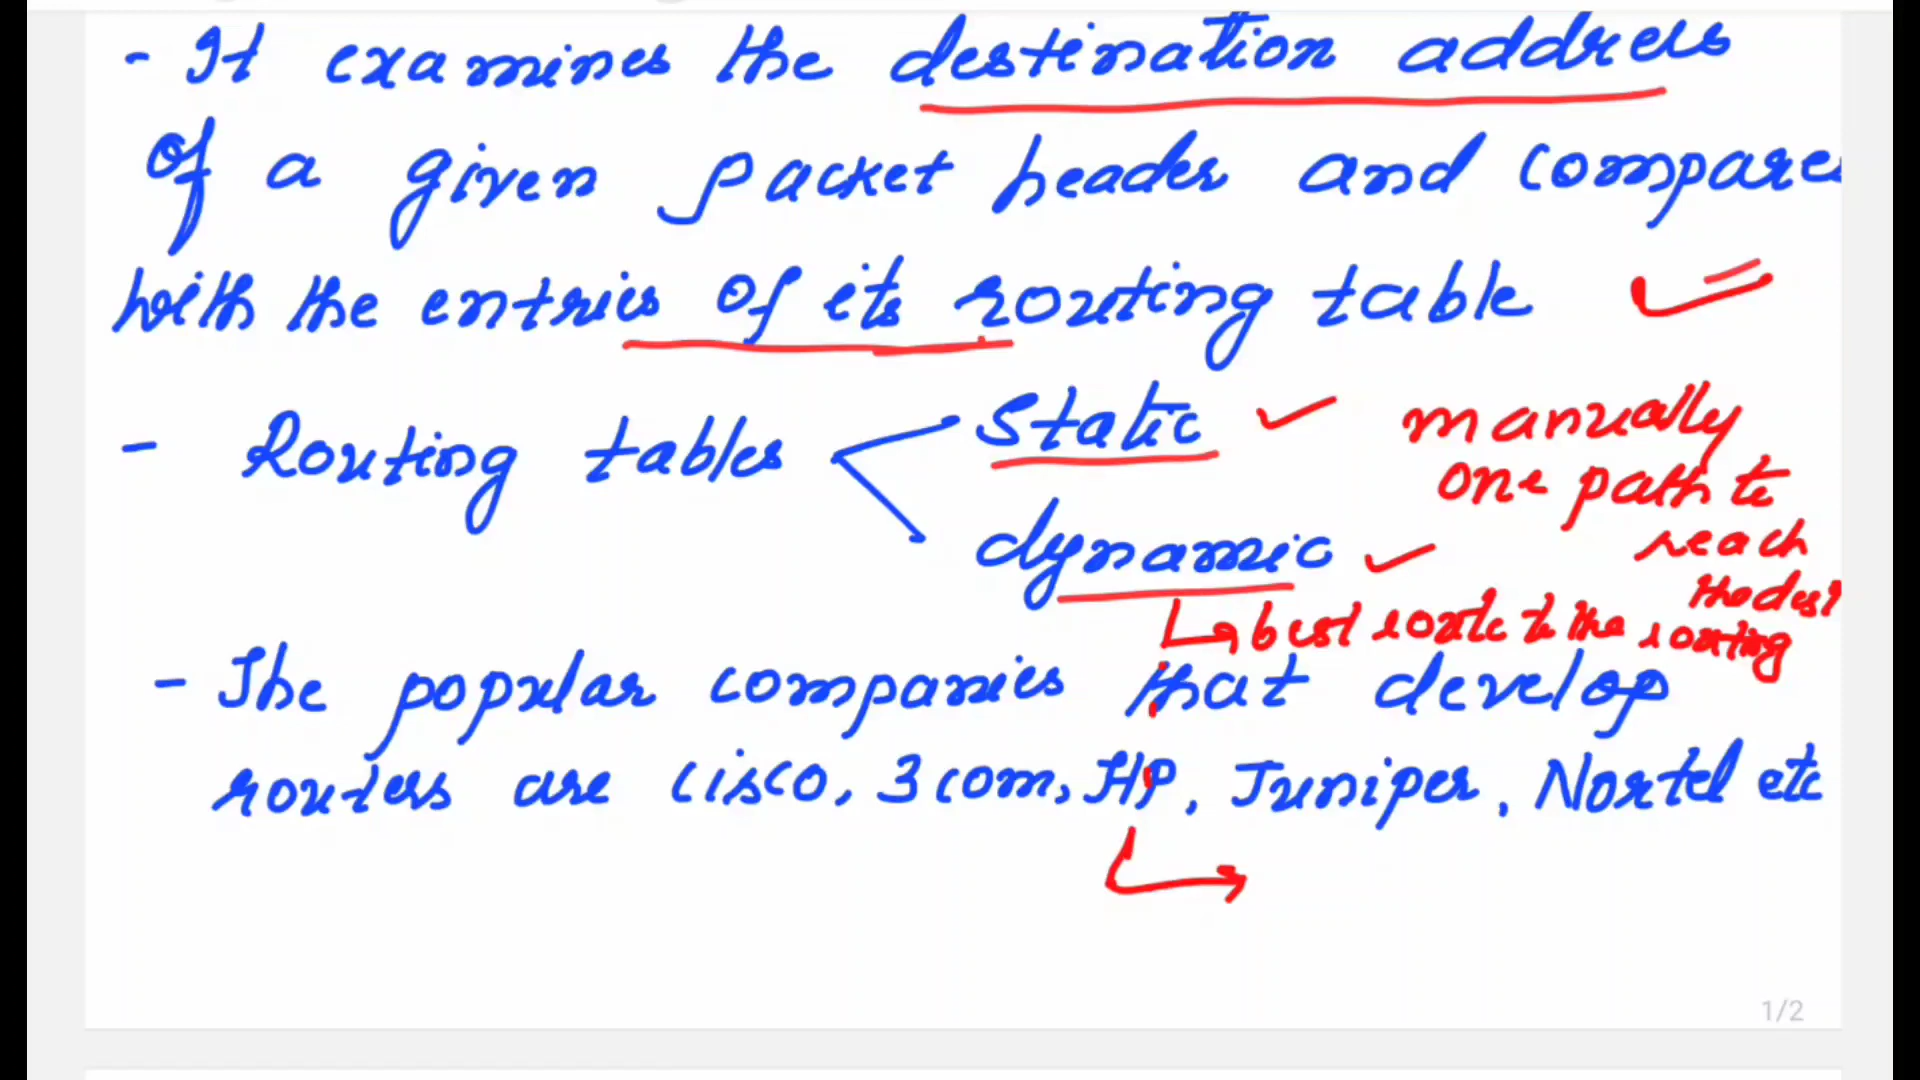 - It examines the destination address
of a given packet header and compares
with the entries of its routing table
- Routing tables
static
manually
one path to
reach
the dest
dynamic
best route to the routing
- The popular companies that develop
routers are cisco, 3com, HP, Juniper, Nortel etc
1/2